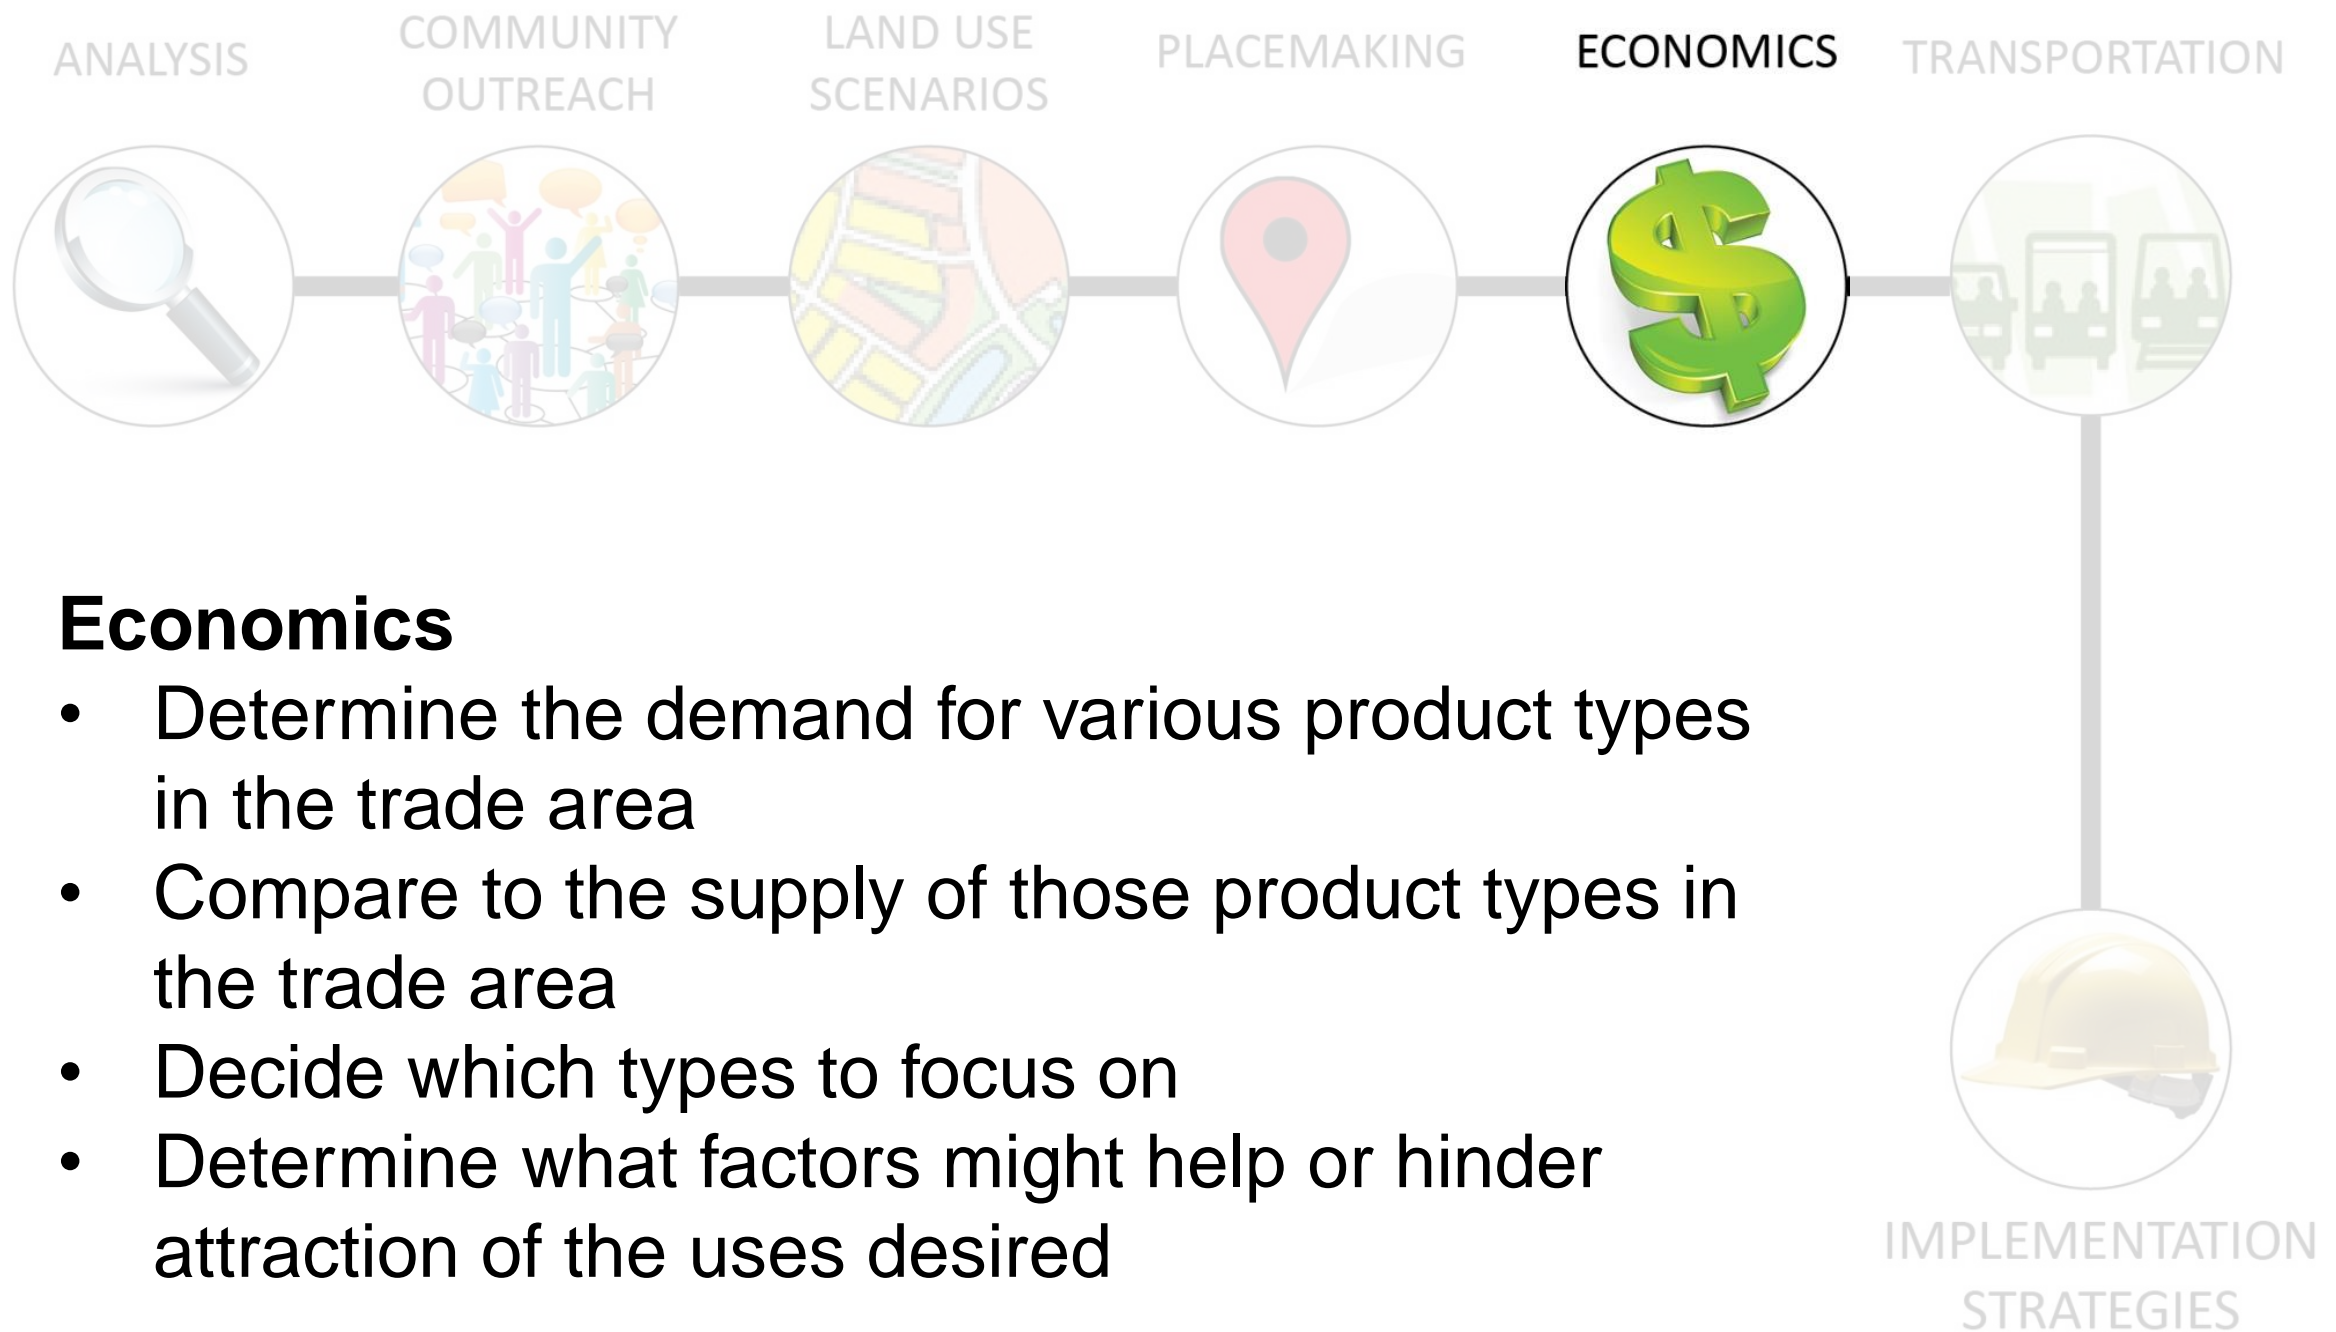 ANALYSIS
COMMUNITY
OUTREACH
LAND USE
SCENARIOS
PLACEMAKING
ECONOMICS
TRANSPORTATION
Economics
• Determine the demand for various product types
in the trade area
• Compare to the supply of those product types in
the trade area
• Decide which types to focus on
• Determine what factors might help or hinder
attraction of the uses desired
IMPLEMENTATION
STRATEGIES